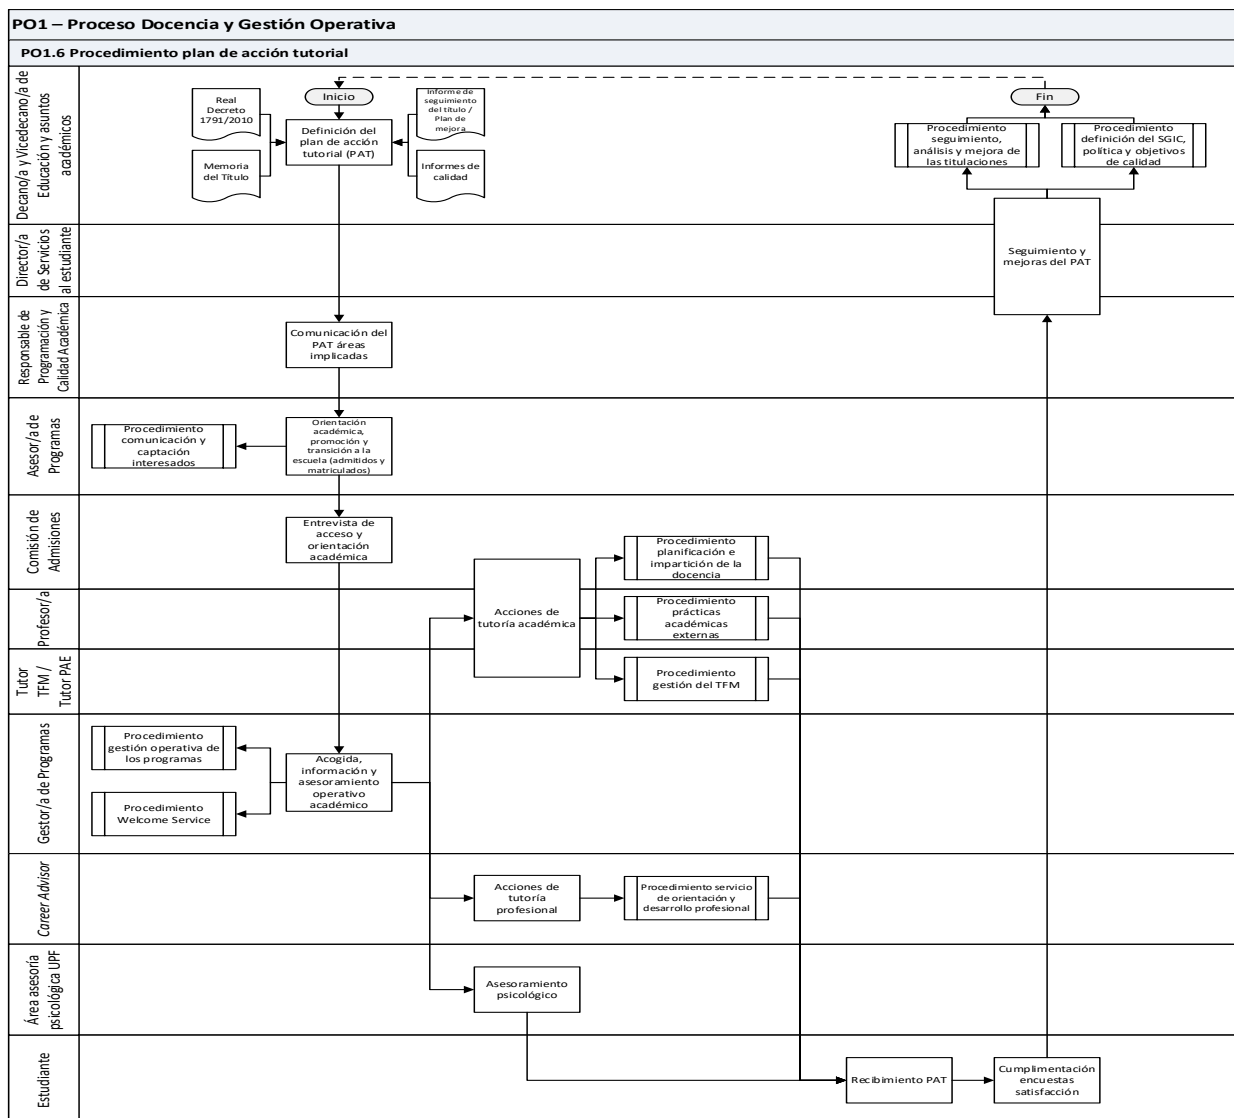 PO1 – Proceso Docencia y Gestión Operativa
PO1.6 Procedimiento plan de acción tutorial
Decano/a y Vicedecano/a de
Educación y asuntos
académicos
Real
Decreto
1791/2010
Memoria
del Título
Inicio
Definición del
plan de acción
tutorial (PAT)
Informe de
seguimiento
del título /
Plan de
mejora
Informes de
calidad
Fin
Procedimiento
seguimiento,
análisis y mejora
de las titulaciones
Procedimiento
definición del SGIC,
política y objetivos
de calidad
Director/a
de Servicios
al estudiante
Seguimiento y
mejoras del PAT
Responsable de
Programación y
Calidad Académica
Comunicación del
PAT áreas
implicadas
Asesor/a de
Programas
Procedimiento
comunicación y
captación
interesados
Orientación
académica,
promoción y
transición a la
escuela (admitidos y
matriculados)
Comisión de
Admisiones
Entrevista de
acceso y
orientación
académica
Procedimiento
planificación e
impartición de la
docencia
Profesor/a
Acciones de
tutoría académica
Procedimiento
prácticas
académicas
externas
Tutor
TFM /
Tutor PAE
Procedimiento
gestión del TFM
Gestor/a de Programas
Procedimiento
gestión operativa de
los programas
Procedimiento
Welcome Service
Acogida,
información y
asesoramiento
operativo
académico
Career Advisor
Acciones de
tutoría
profesional
Procedimiento servicio
de orientación y
desarrollo profesional
Área asesoría
psicológica UPF
Asesoramiento
psicológico
Estudiante
Recibimiento PAT
Cumplimentación
encuestas
satisfacción